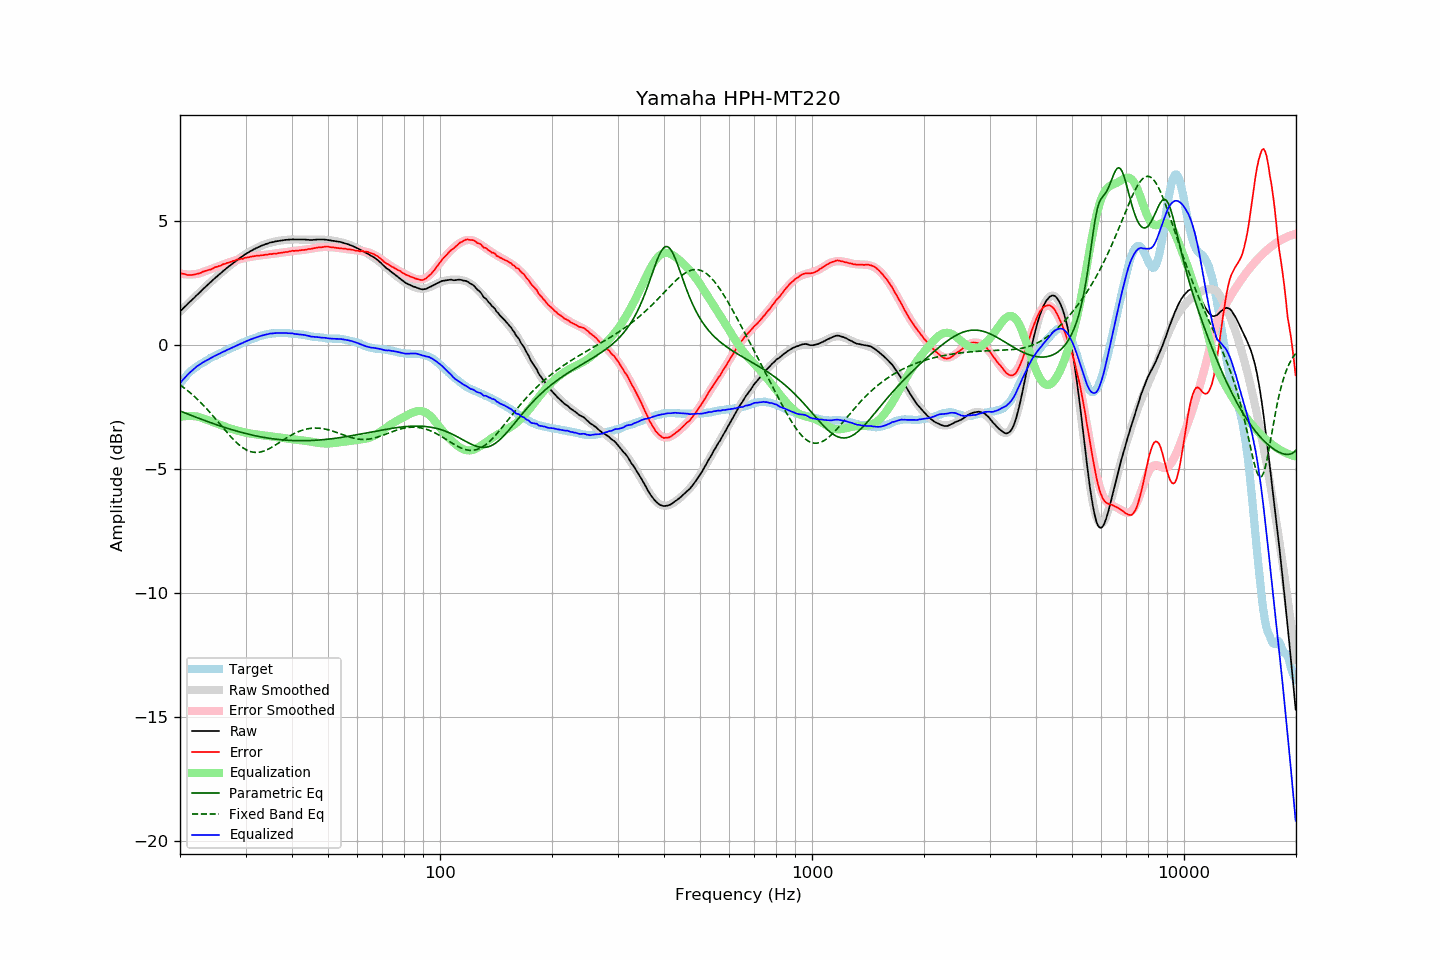 Yamaha HPH-MT220
Amplitude (dBr)
5
0
−5
−10
−15
−20
Target
Raw Smoothed
Error Smoothed
Raw
Error
Equalization
Parametric Eq
Fixed Band Eq
Equalized
100
1000
10000
Frequency (Hz)